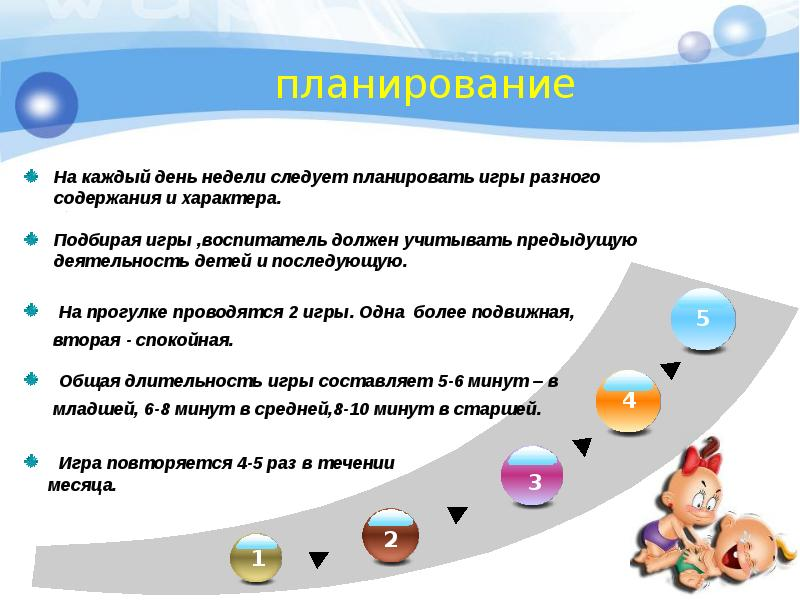 планирование
На каждый день недели следует планировать игры разного
содержания и характера.
Подбирая игры ,воспитатель должен учитывать предыдущую
деятельность детей и последующую.
На прогулке проводятся 2 игры. Одна более подвижная,
вторая - спокойная.
Общая длительность игры составляет 5-6 минут – в
младшей, 6-8 минут в средней,8-10 минут в старшей.
Игра повторяется 4-5 раз в течении
месяца.
5
4
3
2
1